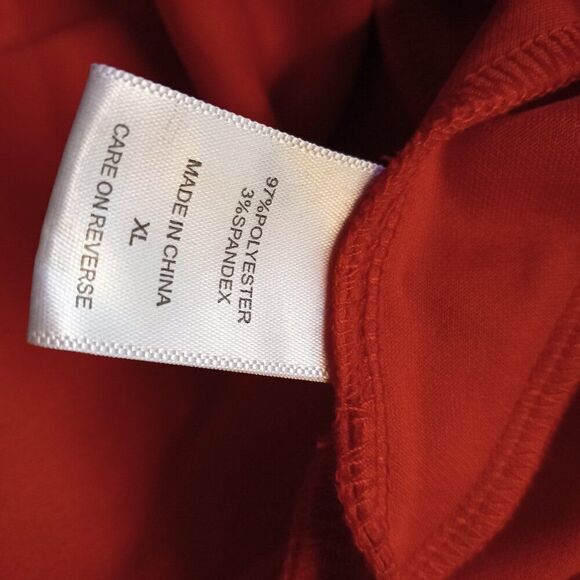 97%POLYESTER
3%SPANDEX
MADE IN CHINA
XL
CARE ON REVERSE